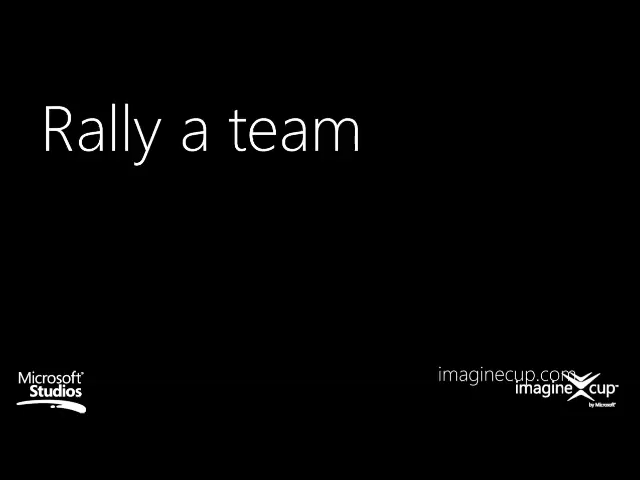 Rally a team
Microsoft
Studios
imaginecup.com
imagine cup
by Microsoft